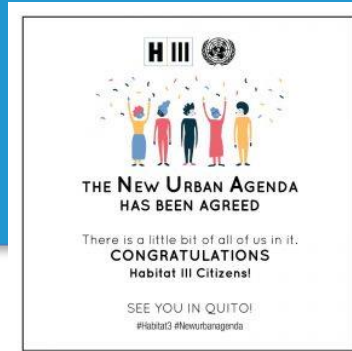 H III
THE NEW URBAN AGENDA
HAS BEEN AGREED
There is a little bit of all of us in it.
CONGRATULATIONS
Habitat III Citizens!
SEE YOU IN QUITO!
#Habitat3 #Newurbanagenda